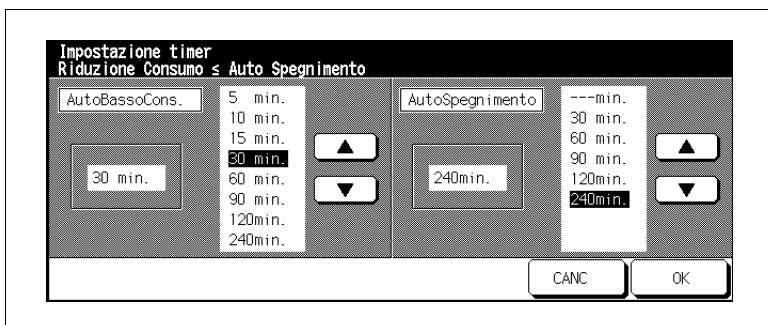 Impostazione timer
Riduzione Consumo ≤ Auto Spegnimento
AutoBassoCons.
30 min.
5 min.
10 min.
15 min.
30 min.
60 min.
90 min.
120min.
240min.
AutoSpegnimento
240min.
---min.
30 min.
60 min.
90 min.
120min.
240min.
CANC
OK